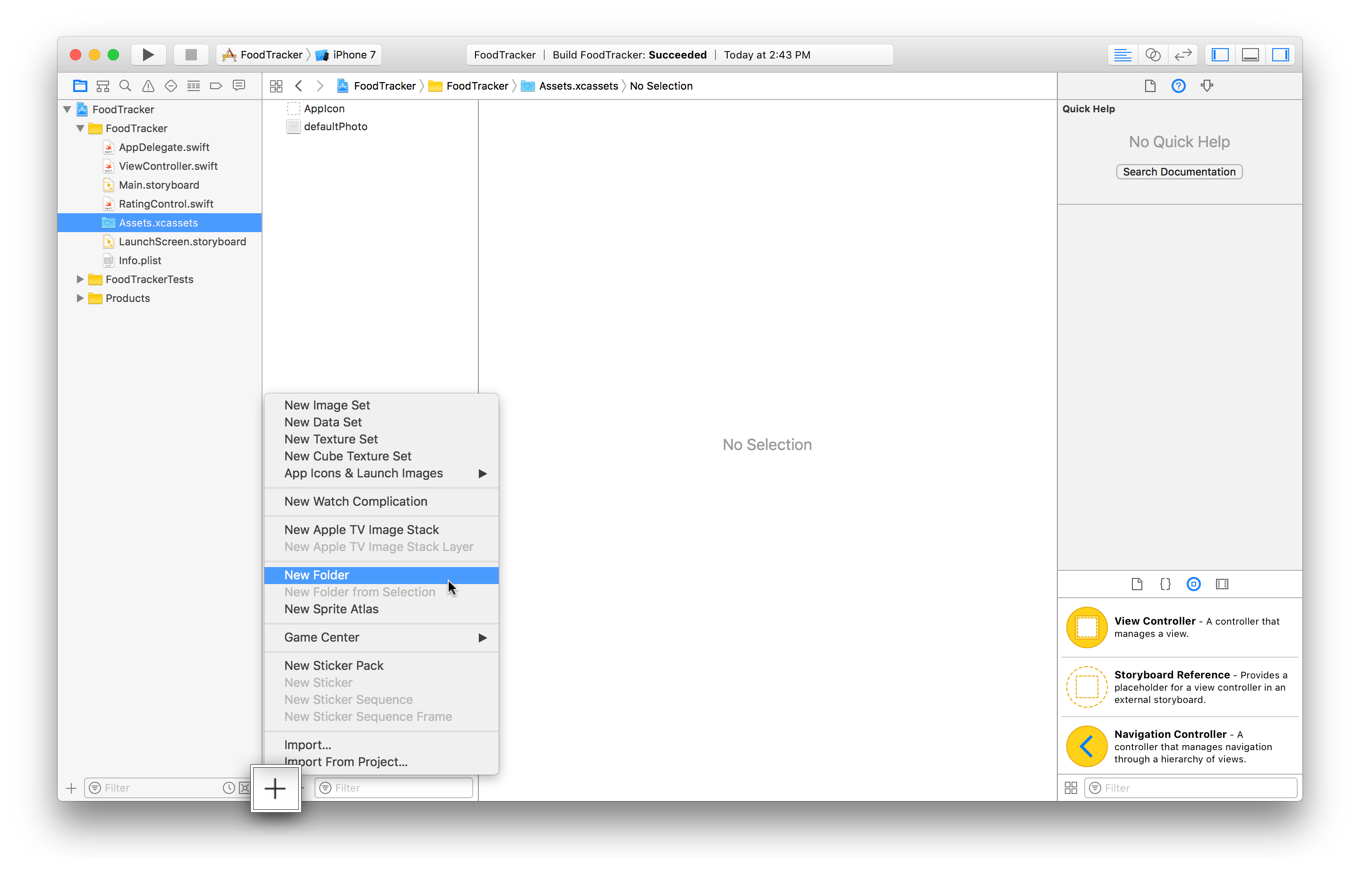 FoodTracker iPhone 7
FoodTracker | Build FoodTracker: Succeeded | Today at 2:43 PM
FoodTracker FoodTracker Assets.xcassets No Selection
FoodTracker
FoodTracker
AppDelegate.swift
ViewController.swift
Main.storyboard
RatingControl.swift
Assets.xcassets
LaunchScreen.storyboard
Info.plist
FoodTrackerTests
Products
Filter
AppIcon
defaultPhoto
New Image Set
New Data Set
New Texture Set
New Cube Texture Set
App Icons & Launch Images
New Watch Complication
New Apple TV Image Stack
New Apple TV Image Stack Layer
New Folder
New Folder from Selection
New Sprite Atlas
Game Center
New Sticker Pack
New Sticker
New Sticker Sequence
New Sticker Sequence Frame
Import...
Import From Project...
Filter
No Selection
Quick Help
No Quick Help
Search Documentation
{}
View Controller - A controller that
manages a view.
Storyboard Reference - Provides a
placeholder for a view controller in an
external storyboard.
Navigation Controller - A
controller that manages navigation
through a hierarchy of views.
Filter